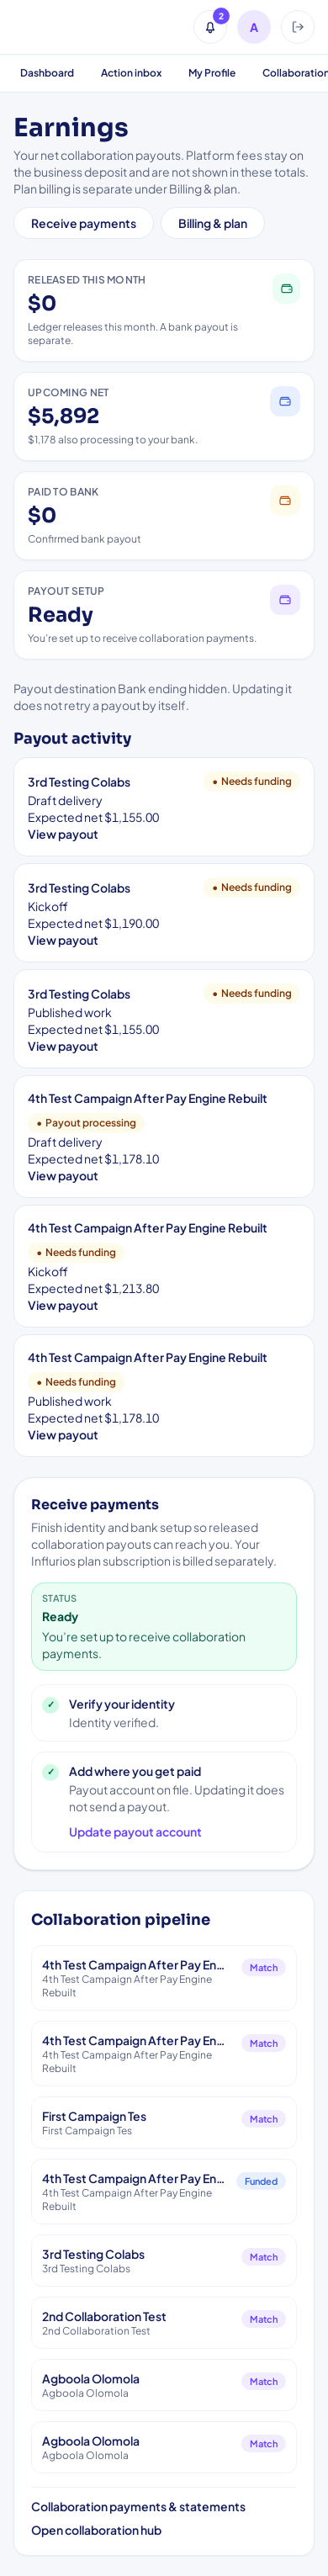 2
A
Dashboard Action inbox My Profile Collaboration
Earnings
Your net collaboration payouts. Platform fees stay on
the business deposit and are not shown in these totals.
Plan billing is separate under Billing & plan.
Receive payments Billing & plan
RELEASED THIS MONTH
$0
Ledger releases this month. A bank payout is
separate.
UPCOMING NET
$5,892
$1,178 also processing to your bank.
PAID TO BANK
$0
Confirmed bank payout
PAYOUT SETUP
Ready
You're set up to receive collaboration payments.
Payout destination Bank ending hidden. Updating it
does not retry a payout by itself.
Payout activity
3rd Testing Colabs • Needs funding
Draft delivery
Expected net $1,155.00
View payout
3rd Testing Colabs • Needs funding
Kickoff
Expected net $1,190.00
View payout
3rd Testing Colabs • Needs funding
Published work
Expected net $1,155.00
View payout
4th Test Campaign After Pay Engine Rebuilt
• Payout processing
Draft delivery
Expected net $1,178.10
View payout
4th Test Campaign After Pay Engine Rebuilt
• Needs funding
Kickoff
Expected net $1,213.80
View payout
4th Test Campaign After Pay Engine Rebuilt
• Needs funding
Published work
Expected net $1,178.10
View payout
Receive payments
Finish identity and bank setup so released
collaboration payouts can reach you. Your
Influrios plan subscription is billed separately.
STATUS
Ready
You're set up to receive collaboration
payments.
✓ Verify your identity
Identity verified.
✓ Add where you get paid
Payout account on file. Updating it does
not send a payout.
Update payout account
Collaboration pipeline
4th Test Campaign After Pay En... Match
4th Test Campaign After Pay Engine
Rebuilt
4th Test Campaign After Pay En... Match
4th Test Campaign After Pay Engine
Rebuilt
First Campaign Tes Match
First Campaign Tes
4th Test Campaign After Pay En... Funded
4th Test Campaign After Pay Engine
Rebuilt
3rd Testing Colabs Match
3rd Testing Colabs
2nd Collaboration Test Match
2nd Collaboration Test
Agboola Olomola Match
Agboola Olomola
Agboola Olomola Match
Agboola Olomola
Collaboration payments & statements
Open collaboration hub